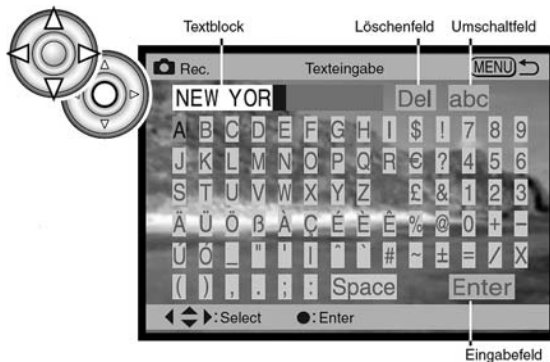 Textblock Löschenfeld Umschaltfeld
Rec. Texteingabe MENU
NEW YOR Del abc
A B C D E F G H I $ ! 7 8 9
J K L M N O P Q R € ? 4 5 6
S T U V W X Y Z £ & 1 2 3
Ä Ü Ö ß À Ç É È Ê % @ 0 + -
Ú Ó _ " ' | ^ ` # ~ ± = / X
( ) , . ; : Space Enter
:Select :Enter
Eingabefeld